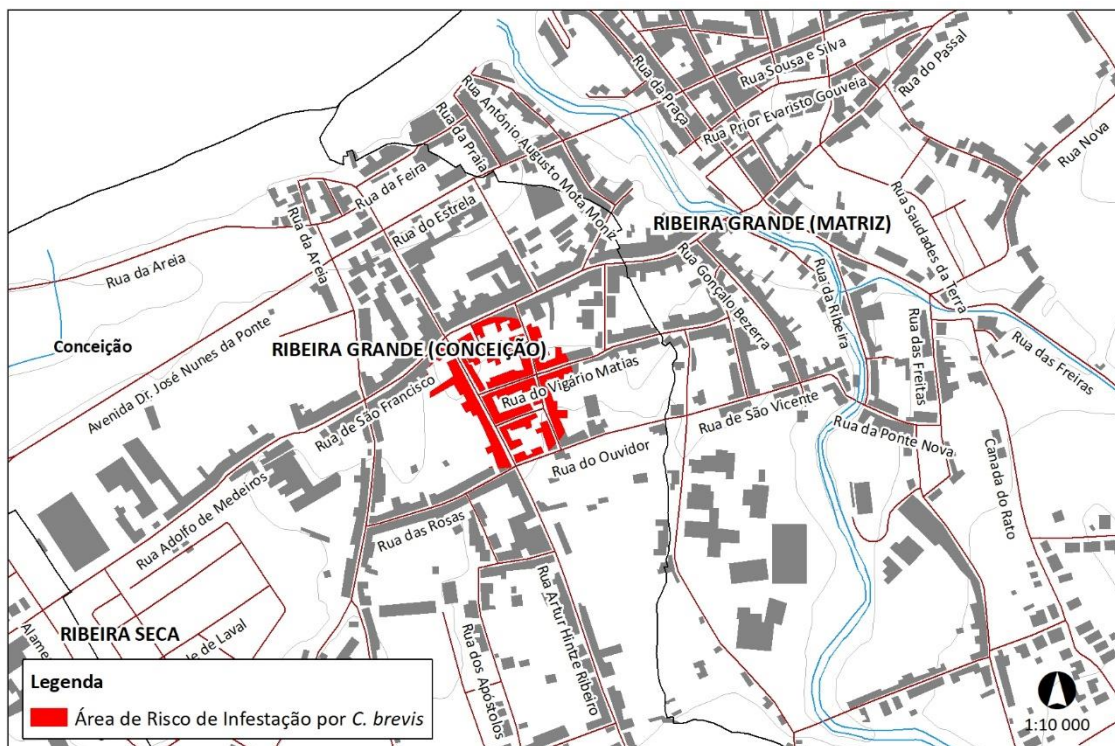 Rua Sousa e Silva
Rua do Passal
Rua da Praça
Rua Prior Evaristo Gouveia
Rua António Augusto Mota Moniz
Rua da Praia
Rua Nova
Rua da Feira
Rua Saudades da Terra
Rua do Estrela
Rua da Areia
RIBEIRA GRANDE (MATRIZ)
Rua da Areia
Rua Gonçalo Bezerra
Rua da Ribeira
Rua das Freitas
Rua das Freiras
Avenida Dr. José Nunes da Ponte
Conceição
RIBEIRA GRANDE (CONCEIÇÃO)
Rua do Vigário Matias
Rua de São Francisco
Rua de São Vicente
Rua da Ponte Nova
Rua do Ouvidor
Canada do Rato
Rua Adolfo de Medeiros
Rua das Rosas
Rua Artur Hintze Ribeiro
Rua dos Apóstolos
RIBEIRA SECA
de Laval
Legenda
Área de Risco de Infestação por C. brevis
1:10 000